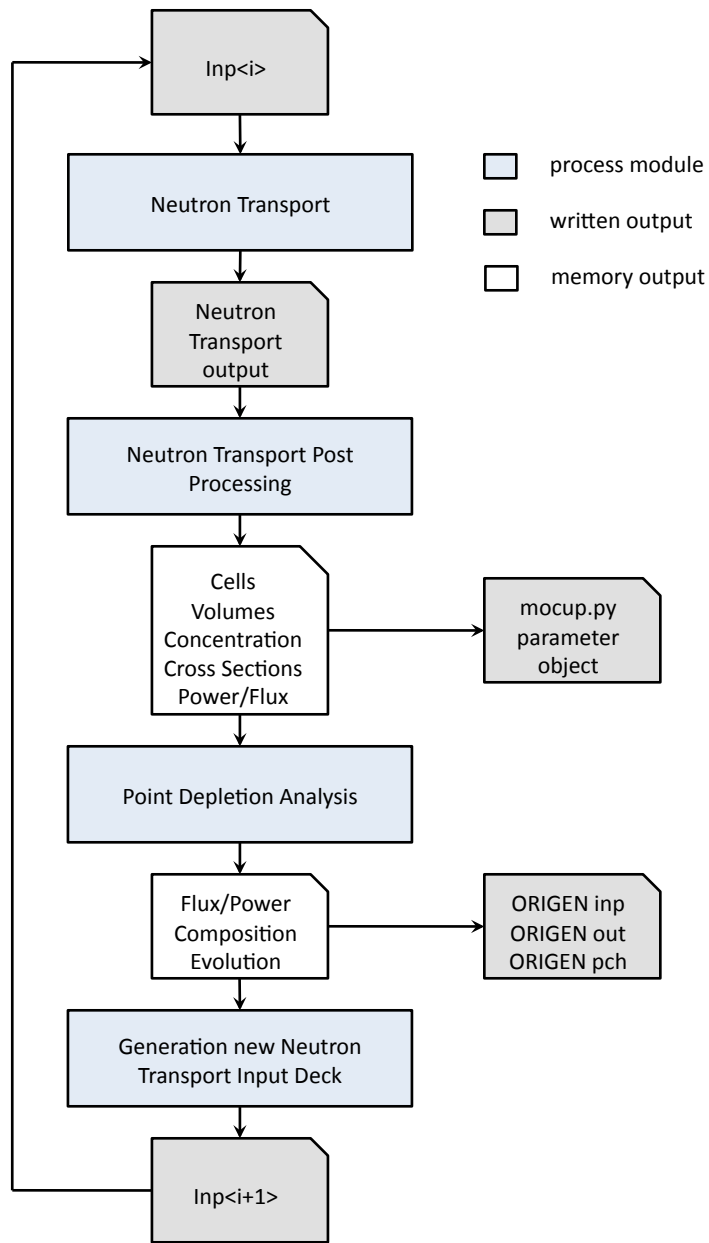 Inp<i>
Neutron Transport
process module
written output
memory output
Neutron
Transport
output
Neutron Transport Post
Processing
Cells
Volumes
Concentration
Cross Sections
Power/Flux
mocup.py
parameter
object
Point Depletion Analysis
Flux/Power
Composition
Evolution
ORIGEN inp
ORIGEN out
ORIGEN pch
Generation new Neutron
Transport Input Deck
Inp<i+1>